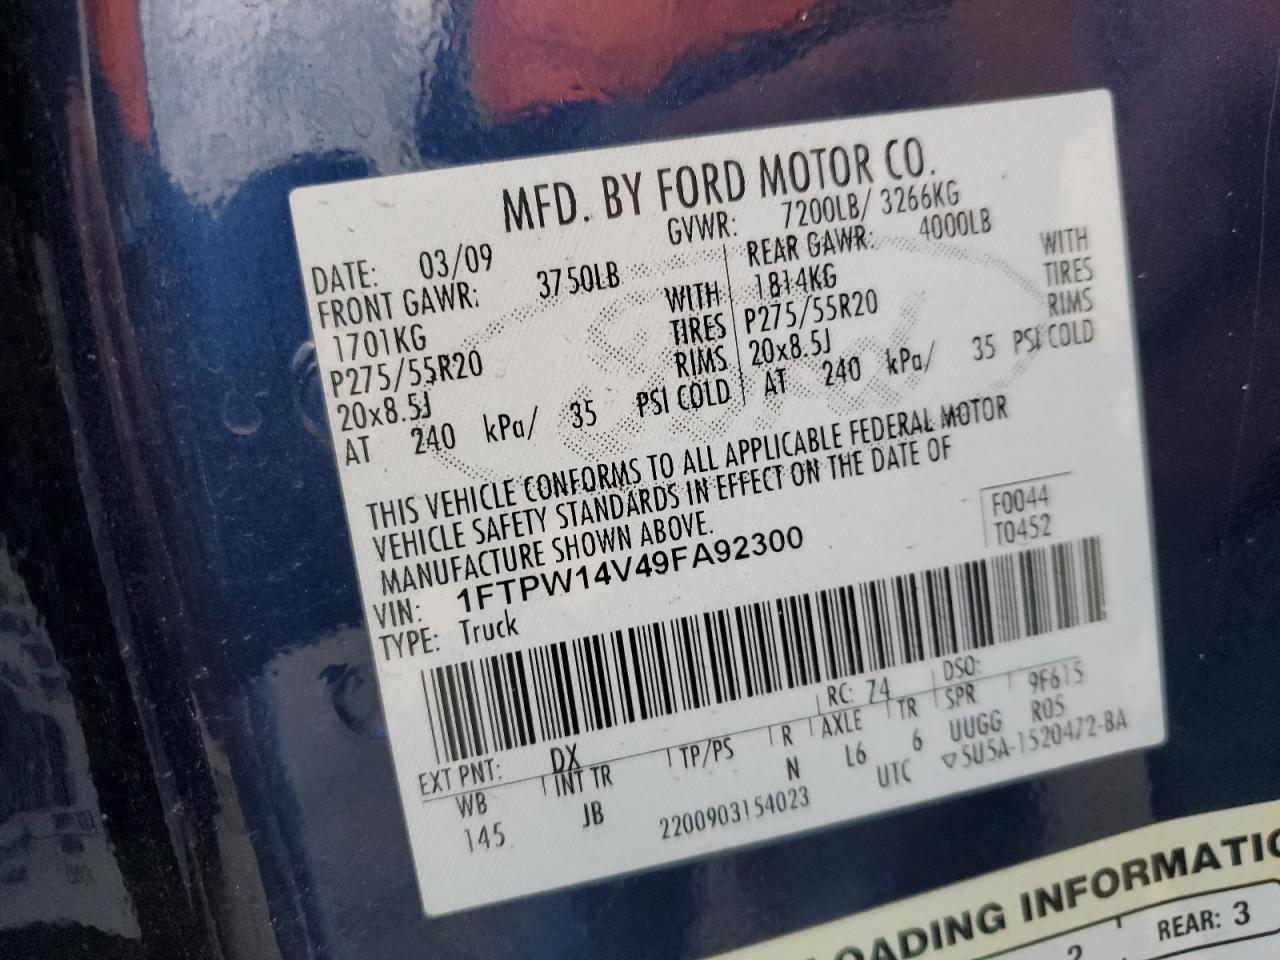 MFD. BY FORD MOTOR CO.
DATE: 03/09 GVWR: 7200LB/ 3266KG
FRONT GAWR: 3750LB REAR GAWR: 4000LB
1701KG WITH 1814KG WITH
P275/55R20 TIRES P275/55R20 TIRES
20x8.5J RIMS 20x8.5J RIMS
AT 240 kPa/ 35 PSI COLD AT 240 kPa/ 35 PSI COLD
THIS VEHICLE CONFORMS TO ALL APPLICABLE FEDERAL MOTOR
VEHICLE SAFETY STANDARDS IN EFFECT ON THE DATE OF
MANUFACTURE SHOWN ABOVE.
F0044
VIN: 1FTPW14V49FA92300
T0452
TYPE: Truck
EXT PNT: DX RC: 74 DSO:
WB INT TR TP/PS R AXLE TR SPR 9F615
145 JB N L6 6 UUGG R05
2200903154023 UTC ▽5U5A-1520472-BA
OADING INFORMATIO
2 REAR: 3